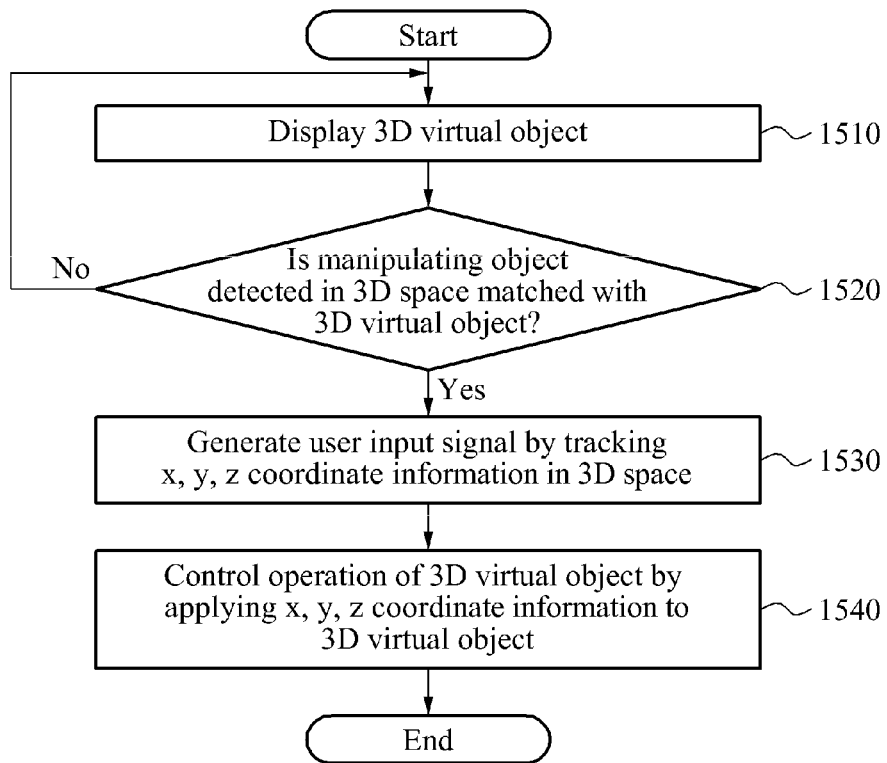 Start
Display 3D virtual object
1510
Is manipulating object
detected in 3D space matched with
3D virtual object?
1520
No
Yes
Generate user input signal by tracking
x, y, z coordinate information in 3D space
1530
Control operation of 3D virtual object by
applying x, y, z coordinate information to
3D virtual object
1540
End